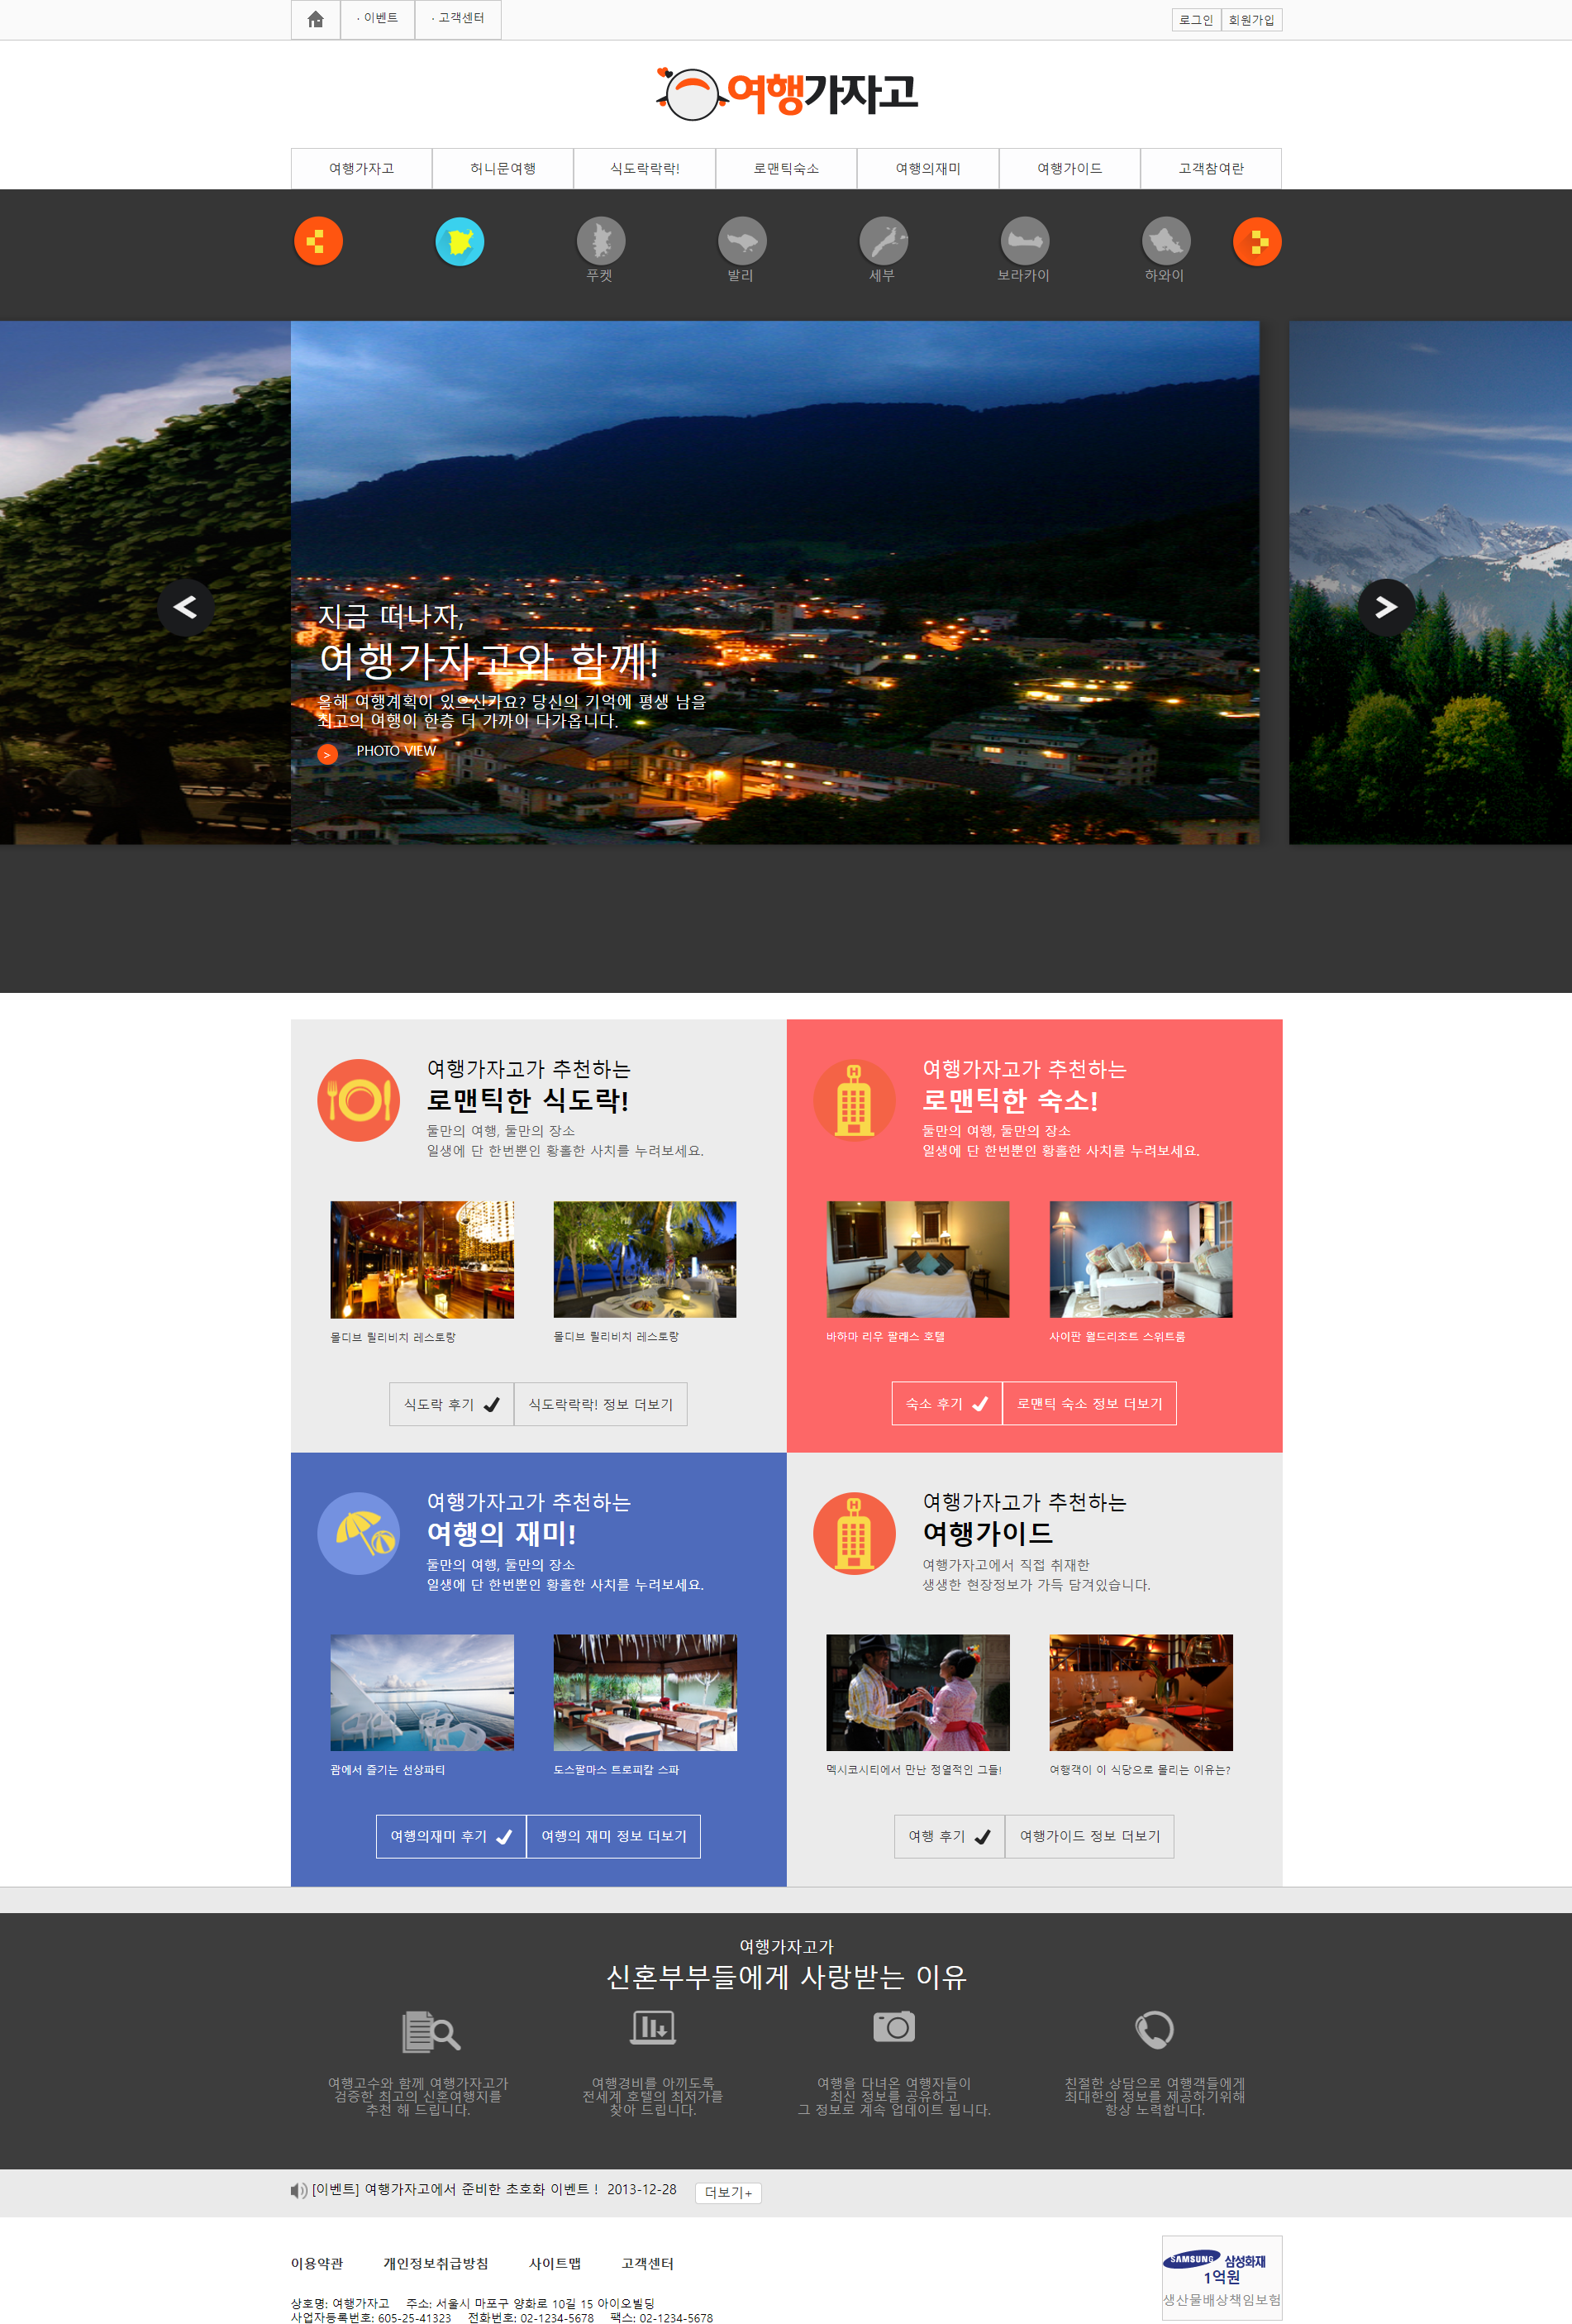 · 이벤트
· 고객센터
로그인
회원가입
여행가자고
여행가자고
허니문여행
식도락락락!
로맨틱숙소
여행의재미
여행가이드
고객참여란
푸켓
발리
세부
보라카이
하와이
지금 떠나자,
여행가자고와 함께!
올해 여행계획이 있으신가요? 당신의 기억에 평생 남을
최고의 여행이 한층 더 가까이 다가옵니다.
> PHOTO VIEW
여행가자고가 추천하는
로맨틱한 식도락!
둘만의 여행, 둘만의 장소
일생에 단 한번뿐인 황홀한 사치를 누려보세요.
몰디브 릴리비치 레스토랑
몰디브 릴리비치 레스토랑
식도락 후기
식도락락락! 정보 더보기
여행가자고가 추천하는
로맨틱한 숙소!
둘만의 여행, 둘만의 장소
일생에 단 한번뿐인 황홀한 사치를 누려보세요.
바하마 리우 팔래스 호텔
사이판 월드리조트 스위트룸
숙소 후기
로맨틱 숙소 정보 더보기
여행가자고가 추천하는
여행의 재미!
둘만의 여행, 둘만의 장소
일생에 단 한번뿐인 황홀한 사치를 누려보세요.
괌에서 즐기는 선상파티
도스팔마스 트로피칼 스파
여행의재미 후기
여행의 재미 정보 더보기
여행가자고가 추천하는
여행가이드
여행가자고에서 직접 취재한
생생한 현장정보가 가득 담겨있습니다.
멕시코시티에서 만난 정열적인 그들!
여행객이 이 식당으로 몰리는 이유는?
여행 후기
여행가이드 정보 더보기
여행가자고가
신혼부부들에게 사랑받는 이유
여행고수와 함께 여행가자고가
검증한 최고의 신혼여행지를
추천 해 드립니다.
여행경비를 아끼도록
전세계 호텔의 최저가를
찾아 드립니다.
여행을 다녀온 여행자들이
최신 정보를 공유하고
그 정보로 계속 업데이트 됩니다.
친절한 상담으로 여행객들에게
최대한의 정보를 제공하기위해
항상 노력합니다.
[이벤트] 여행가자고에서 준비한 초호화 이벤트 ! 2013-12-28
더보기+
이용약관
개인정보취급방침
사이트맵
고객센터
상호명: 여행가자고 주소: 서울시 마포구 양화로 10길 15 아이오빌딩
사업자등록번호: 605-25-41323 전화번호: 02-1234-5678 팩스: 02-1234-5678
SAMSUNG 삼성화재
1억원
생산물배상책임보험